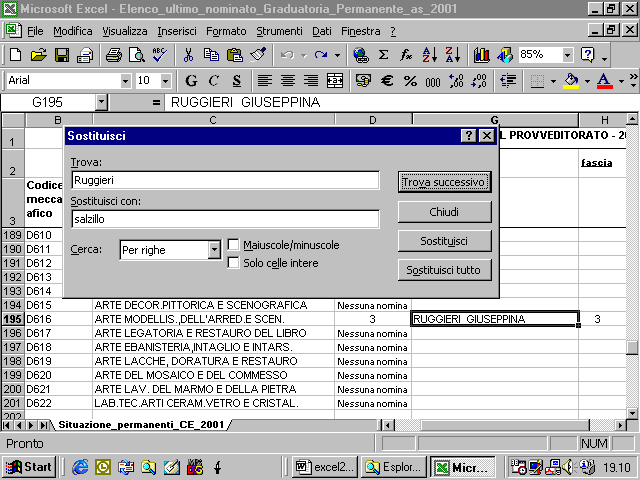 Microsoft Excel - Elenco_ultimo_nominato_Graduatoria_Permanente_as_2001
File Modifica Visualizza Inserisci Formato Strumenti Dati Finestra ?
85%
Arial 10 G C S € % 000
G195 = RUGGIERI GIUSEPPINA
B C D G H
1 L PROVVEDITORATO - 20
2 fascia
3 Codice
mecca
afico
Sostituisci
Trova:
Ruggieri
Trova successivo
Sostituisci con:
salzillo
Chiudi
Cerca: Per righe
Maiuscole/minuscole
Solo celle intere
Sostituisci
Sostituisci tutto
189 D610
190 D611
191 D612
192 D613
193 D614
194 D615 ARTE DECOR.PITTORICA E SCENOGRAFICA Nessuna nomina
195 D616 ARTE MODELLIS.,DELL'ARRED.E SCEN. 3 RUGGIERI GIUSEPPINA 3
196 D617 ARTE LEGATORIA E RESTAURO DEL LIBRO Nessuna nomina
197 D618 ARTE EBANISTERIA,INTAGLIO E INTARS. Nessuna nomina
198 D619 ARTE LACCHE, DORATURA E RESTAURO Nessuna nomina
199 D620 ARTE DEL MOSAICO E DEL COMMESSO Nessuna nomina
200 D621 ARTE LAV. DEL MARMO E DELLA PIETRA Nessuna nomina
201 D622 LAB.TEC.ARTI CERAM.VETRO E CRISTAL. Nessuna nomina
202
Situazione_permanenti_CE_2001
Pronto NUM
Start excel2... Esplor... Micr... 19.10